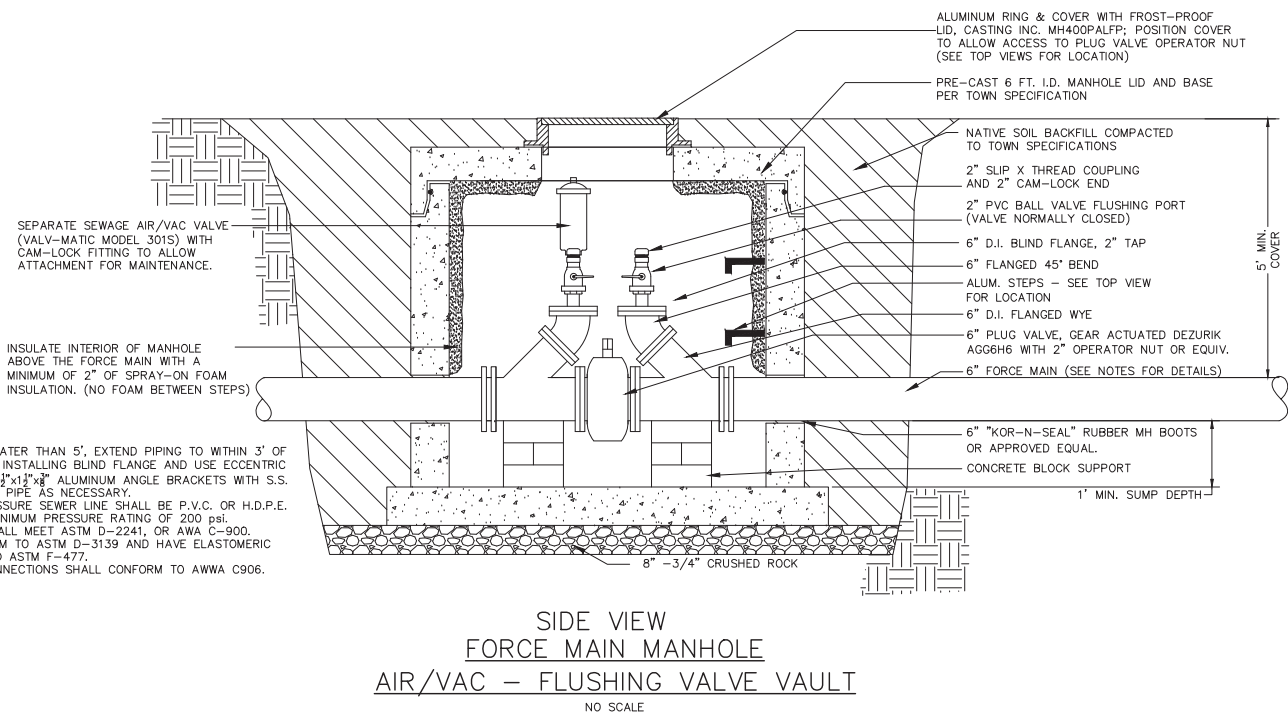 ALUMINUM RING & COVER WITH FROST-PROOF
LID, CASTING INC. MH400PALFP; POSITION COVER
TO ALLOW ACCESS TO PLUG VALVE OPERATOR NUT
(SEE TOP VIEWS FOR LOCATION)
PRE-CAST 6 FT. I.D. MANHOLE LID AND BASE
PER TOWN SPECIFICATION
NATIVE SOIL BACKFILL COMPACTED
TO TOWN SPECIFICATIONS
2" SLIP X THREAD COUPLING
AND 2" CAM-LOCK END
2" PVC BALL VALVE FLUSHING PORT
(VALVE NORMALLY CLOSED)
6" D.I. BLIND FLANGE, 2" TAP
6" FLANGED 45° BEND
ALUM. STEPS - SEE TOP VIEW
FOR LOCATION
6" D.I. FLANGED WYE
6" PLUG VALVE, GEAR ACTUATED DEZURIK
AGG6H6 WITH 2" OPERATOR NUT OR EQUIV.
6" FORCE MAIN (SEE NOTES FOR DETAILS)
6" "KOR-N-SEAL" RUBBER MH BOOTS
OR APPROVED EQUAL.
CONCRETE BLOCK SUPPORT
1' MIN. SUMP DEPTH
5' MIN.
COVER
SEPARATE SEWAGE AIR/VAC VALVE
(VALV-MATIC MODEL 301S) WITH
CAM-LOCK FITTING TO ALLOW
ATTACHMENT FOR MAINTENANCE.
INSULATE INTERIOR OF MANHOLE
ABOVE THE FORCE MAIN WITH A
MINIMUM OF 2" OF SPRAY-ON FOAM
INSULATION. (NO FOAM BETWEEN STEPS)
ATER THAN 5', EXTEND PIPING TO WITHIN 3' OF
INSTALLING BLIND FLANGE AND USE ECCENTRIC
ALUMINUM ANGLE BRACKETS WITH S.S.
PIPE AS NECESSARY.
SSURE SEWER LINE SHALL BE P.V.C. OR H.D.P.E.
NIMUM PRESSURE RATING OF 200 psi.
ALL MEET ASTM D-2241, OR AWA C-900.
M TO ASTM D-3139 AND HAVE ELASTOMERIC
O ASTM F-477.
NNECTIONS SHALL CONFORM TO AWWA C906.
8" -3/4" CRUSHED ROCK
SIDE VIEW
FORCE MAIN MANHOLE
AIR/VAC - FLUSHING VALVE VAULT
NO SCALE